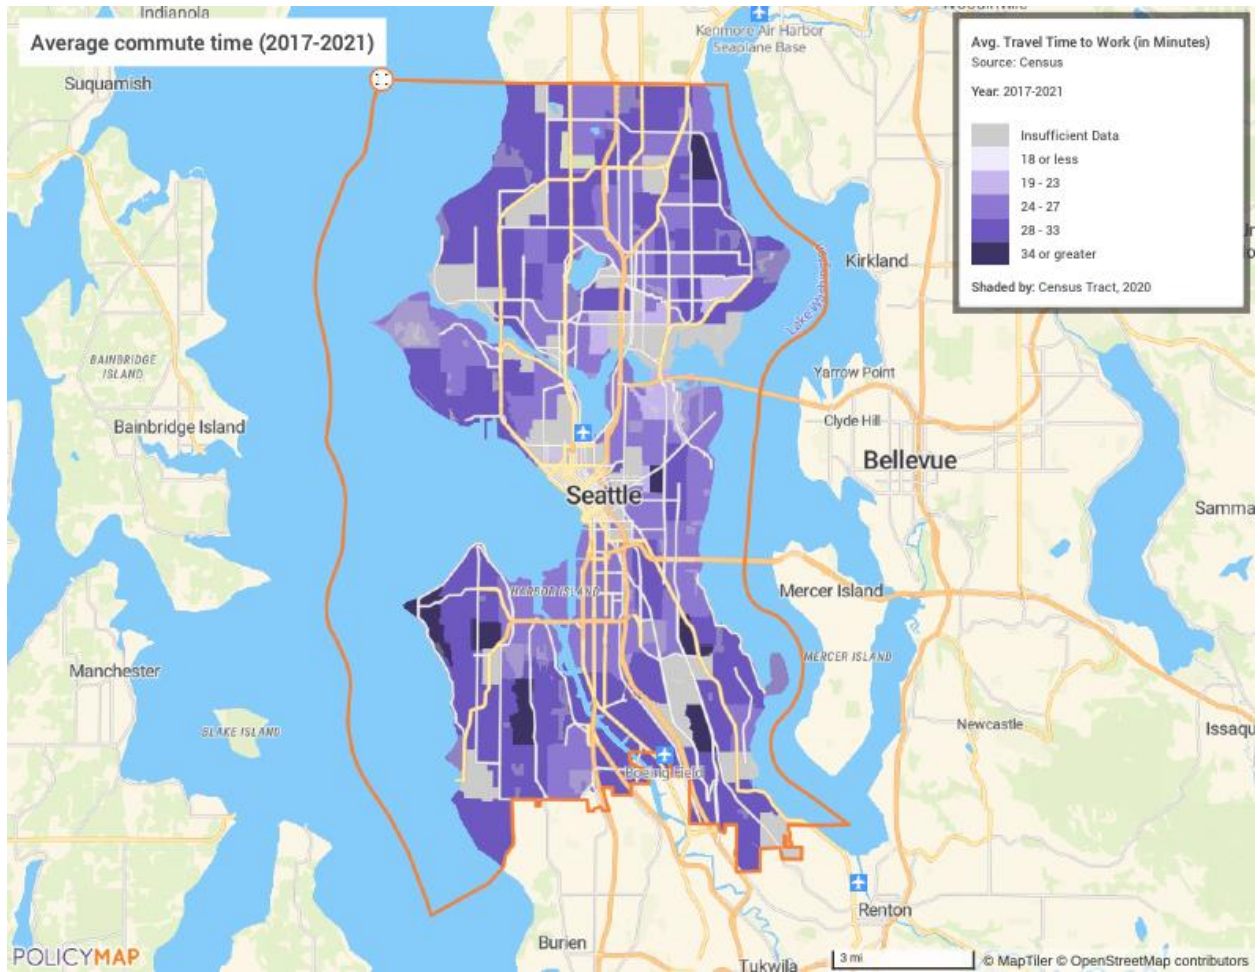 Indianola
Average commute time (2017-2021)
Kenmore Air Harbor
Seaplane Base
Suquamish
Avg. Travel Time to Work (in Minutes)
Source: Census
Year: 2017-2021
Insufficient Data
18 or less
19 - 23
24 - 27
28 - 33
34 or greater
Shaded by: Census Tract, 2020
Kirkland
BAINBRIDGE
ISLAND
Yarrow Point
Bainbridge Island
Clyde Hill
Bellevue
Seattle
Samma
HARBOR ISLAND
Mercer Island
MERCER ISLAND
Manchester
BLAKE ISLAND
Newcastle
Issaqu
Boeing Field
Renton
Burien
POLICYMAP
Tukwila
3 mi
© MapTiler © OpenStreetMap contributors